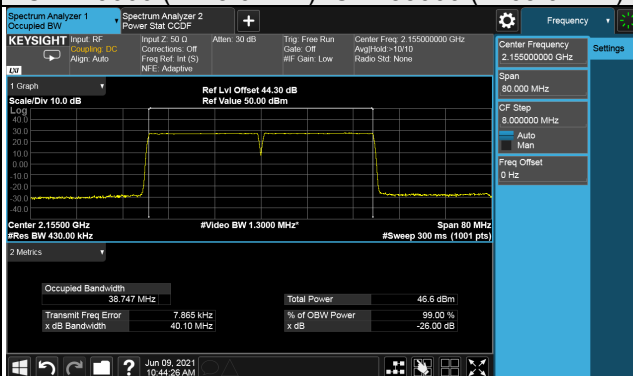 Spectrum Analyzer 1
Occupied BW
Spectrum Analyzer 2
Power Stat CCDF
Frequency
KEYSIGHT
Input: RF
Coupling: DC
Align: Auto
Input Z: 50 Ω
Corrections: Off
Freq Ref: Int (S)
NFE: Adaptive
Atten: 30 dB
Trig: Free Run
Gate: Off
#IF Gain: Low
Center Freq: 2.155000000 GHz
Avg|Hold:>10/10
Radio Std: None
LXI
Center Frequency
2.155000000 GHz
Settings
Span
80.000 MHz
CF Step
8.000000 MHz
Auto
Man
Freq Offset
0 Hz
1 Graph
Scale/Div 10.0 dB
Ref Lvl Offset 44.30 dB
Ref Value 50.00 dBm
Log
40.0
30.0
20.0
10.0
0.00
-10.0
-20.0
-30.0
-40.0
Center 2.15500 GHz
#Res BW 430.00 kHz
#Video BW 1.3000 MHz*
Span 80 MHz
#Sweep 300 ms (1001 pts)
2 Metrics
Occupied Bandwidth
38.747 MHz
Total Power 46.6 dBm
Transmit Freq Error 7.865 kHz
% of OBW Power 99.00 %
x dB Bandwidth 40.10 MHz
x dB -26.00 dB
?
Jun 09, 2021
10:44:26 AM